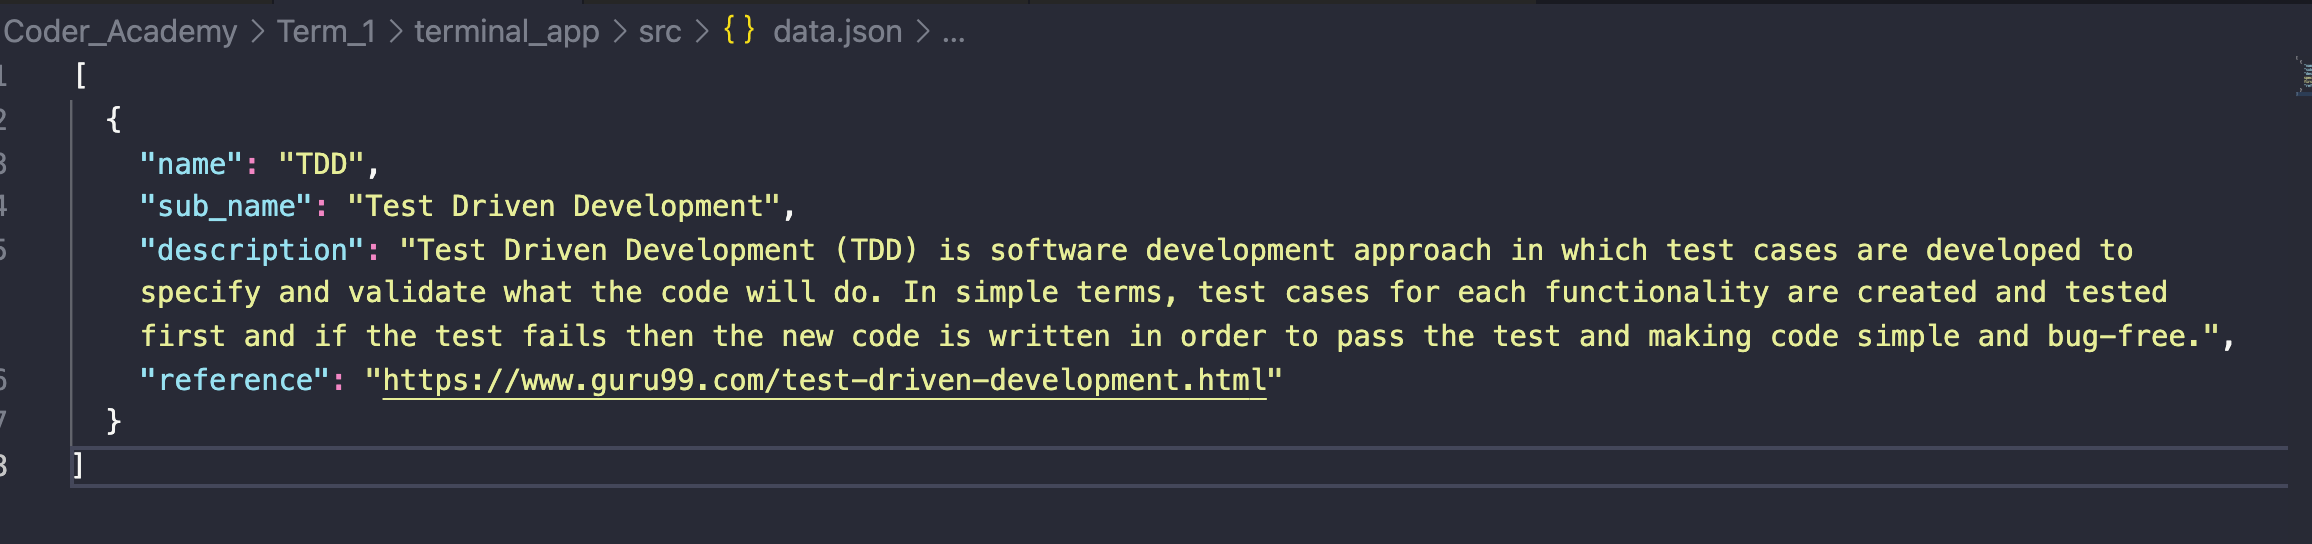 Coder_Academy > Term_1 > terminal_app > src > {} data.json > ...
1 [
2 {
3 "name": "TDD",
4 "sub_name": "Test Driven Development",
5 "description": "Test Driven Development (TDD) is software development approach in which test cases are developed to
specify and validate what the code will do. In simple terms, test cases for each functionality are created and tested
first and if the test fails then the new code is written in order to pass the test and making code simple and bug-free.",
6 "reference": "https://www.guru99.com/test-driven-development.html"
7 }
8 ]